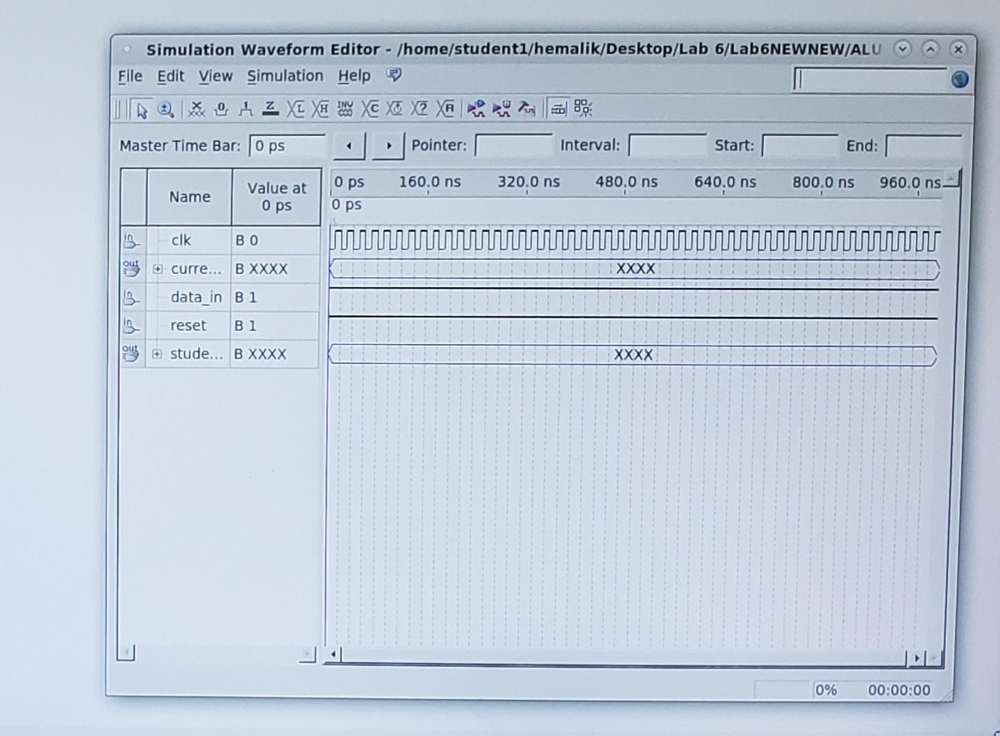 Simulation Waveform Editor - /home/student1/hemalik/Desktop/Lab 6/Lab6NEWNEW/ALU
File Edit View Simulation Help
Master Time Bar: 0 ps Pointer: Interval: Start: End:
Name Value at 0 ps
0 ps 160.0 ns 320.0 ns 480.0 ns 640.0 ns 800.0 ns 960.0 ns
0 ps
in clk B 0
out curre... B XXXX XXXX
in data_in B 1
in reset B 1
out stude... B XXXX XXXX
0% 00:00:00